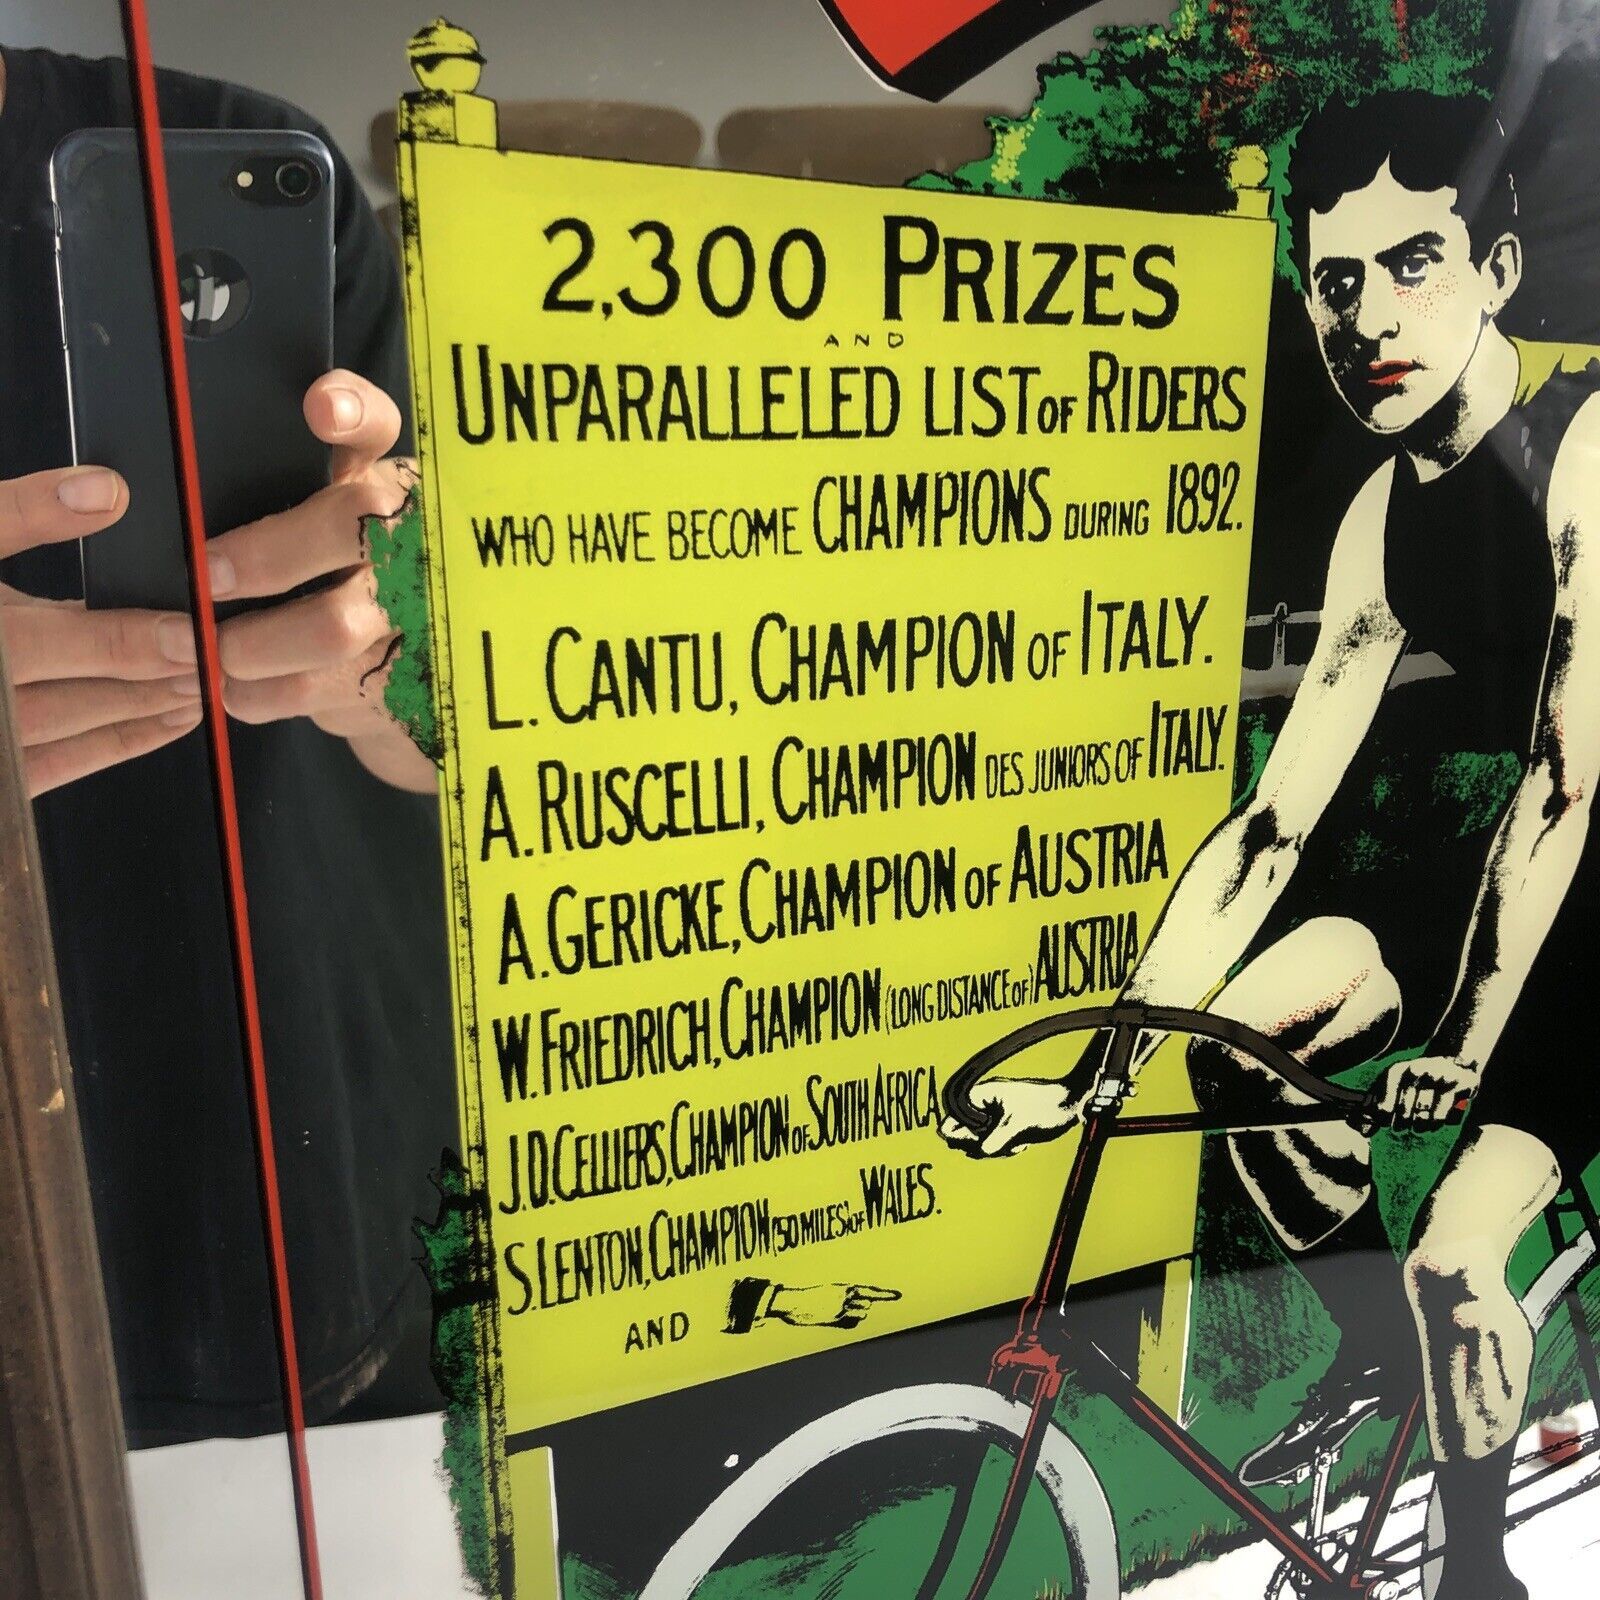 2,300 PRIZES
AND
UNPARALLELED LIST OF RIDERS
WHO HAVE BECOME CHAMPIONS DURING 1892.
L. CANTU, CHAMPION OF ITALY.
A. RUSCELLI, CHAMPION DES JUNIORS OF ITALY.
A. GERICKE, CHAMPION OF AUSTRIA
W. FRIEDRICH, CHAMPION (LONG DISTANCE OF) AUSTRIA
J.D. CELLIERS, CHAMPION OF SOUTH AFRICA
S. LENTON, CHAMPION (50 MILES) OF WALES.
AND